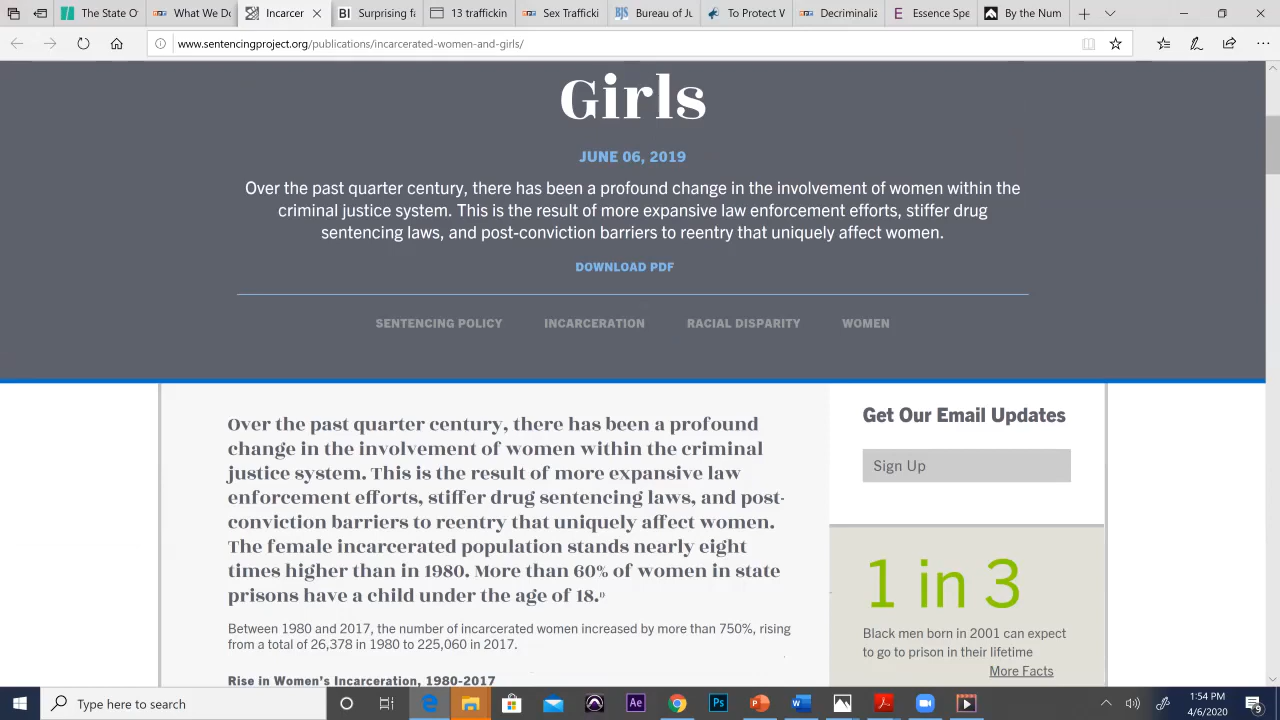 The State O
What We D
Incarcer
Surprising fa
13 traffick
Sex Trafficki
Bureau of Ju
To Protect V
Decriminaliz
Essence Spe
By the Num
www.sentencingproject.org/publications/incarcerated-women-and-girls/
Girls
JUNE 06, 2019
Over the past quarter century, there has been a profound change in the involvement of women within the
criminal justice system. This is the result of more expansive law enforcement efforts, stiffer drug
sentencing laws, and post-conviction barriers to reentry that uniquely affect women.
DOWNLOAD PDF
SENTENCING POLICY INCARCERATION RACIAL DISPARITY WOMEN
Over the past quarter century, there has been a profound
change in the involvement of women within the criminal
justice system. This is the result of more expansive law
enforcement efforts, stiffer drug sentencing laws, and post-
conviction barriers to reentry that uniquely affect women.
The female incarcerated population stands nearly eight
times higher than in 1980. More than 60% of women in state
prisons have a child under the age of 18.
Between 1980 and 2017, the number of incarcerated women increased by more than 750%, rising
from a total of 26,378 in 1980 to 225,060 in 2017.
Rise in Women's Incarceration, 1980-2017
Get Our Email Updates
Sign Up
1 in 3
Black men born in 2001 can expect
to go to prison in their lifetime
More Facts
Type here to search
1:54 PM
4/6/2020